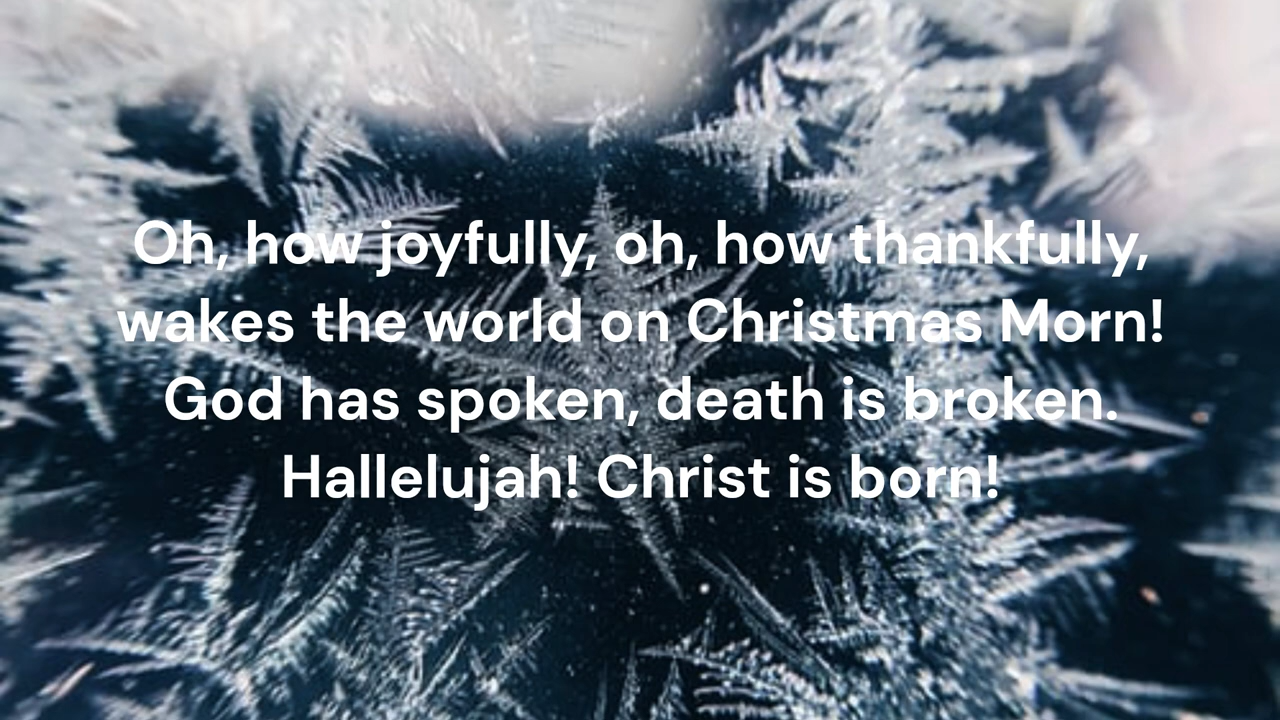 Oh, how joyfully, oh, how thankfully,
wakes the world on Christmas Morn!
God has spoken, death is broken.
Hallelujah! Christ is born!